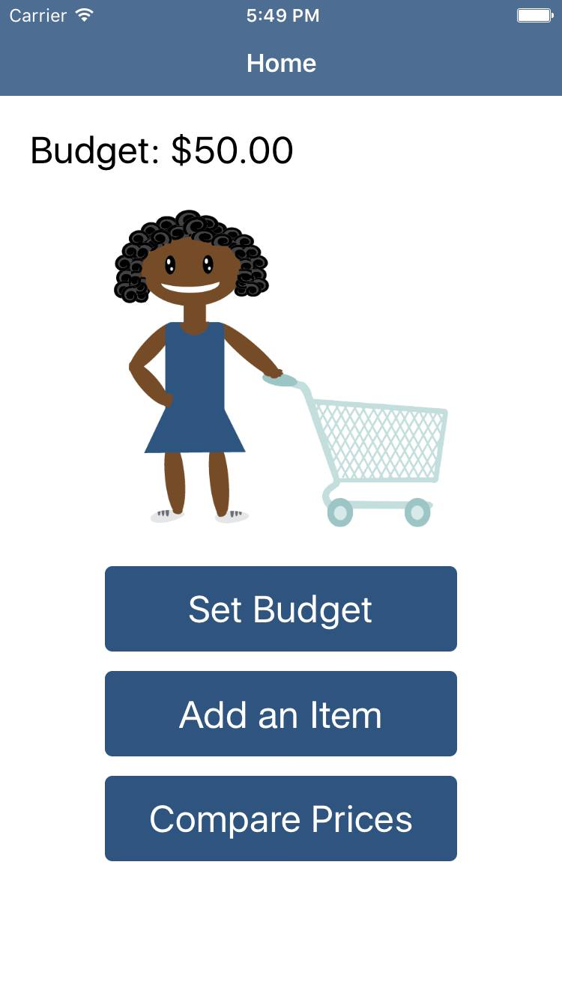 Carrier 5:49 PM
Home
Budget: $50.00
Set Budget
Add an Item
Compare Prices